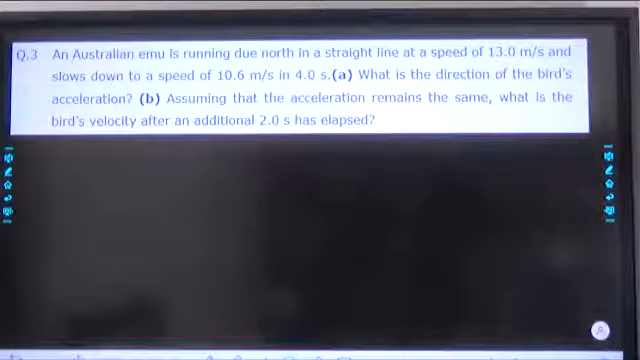 Q.3 An Australian emu is running due north in a straight line at a speed of 13.0 m/s and
slows down to a speed of 10.6 m/s in 4.0 s.(a) What is the direction of the bird's
acceleration? (b) Assuming that the acceleration remains the same, what is the
bird's velocity after an additional 2.0 s has elapsed?